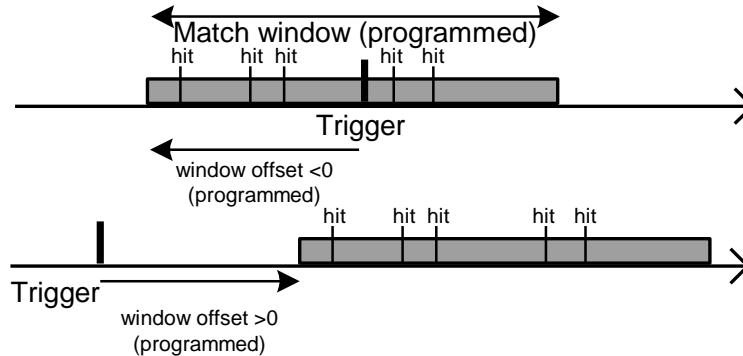 Match window (programmed)
hit hit hit hit hit
Trigger
window offset <0
(programmed)
hit hit hit hit hit
Trigger
window offset >0
(programmed)